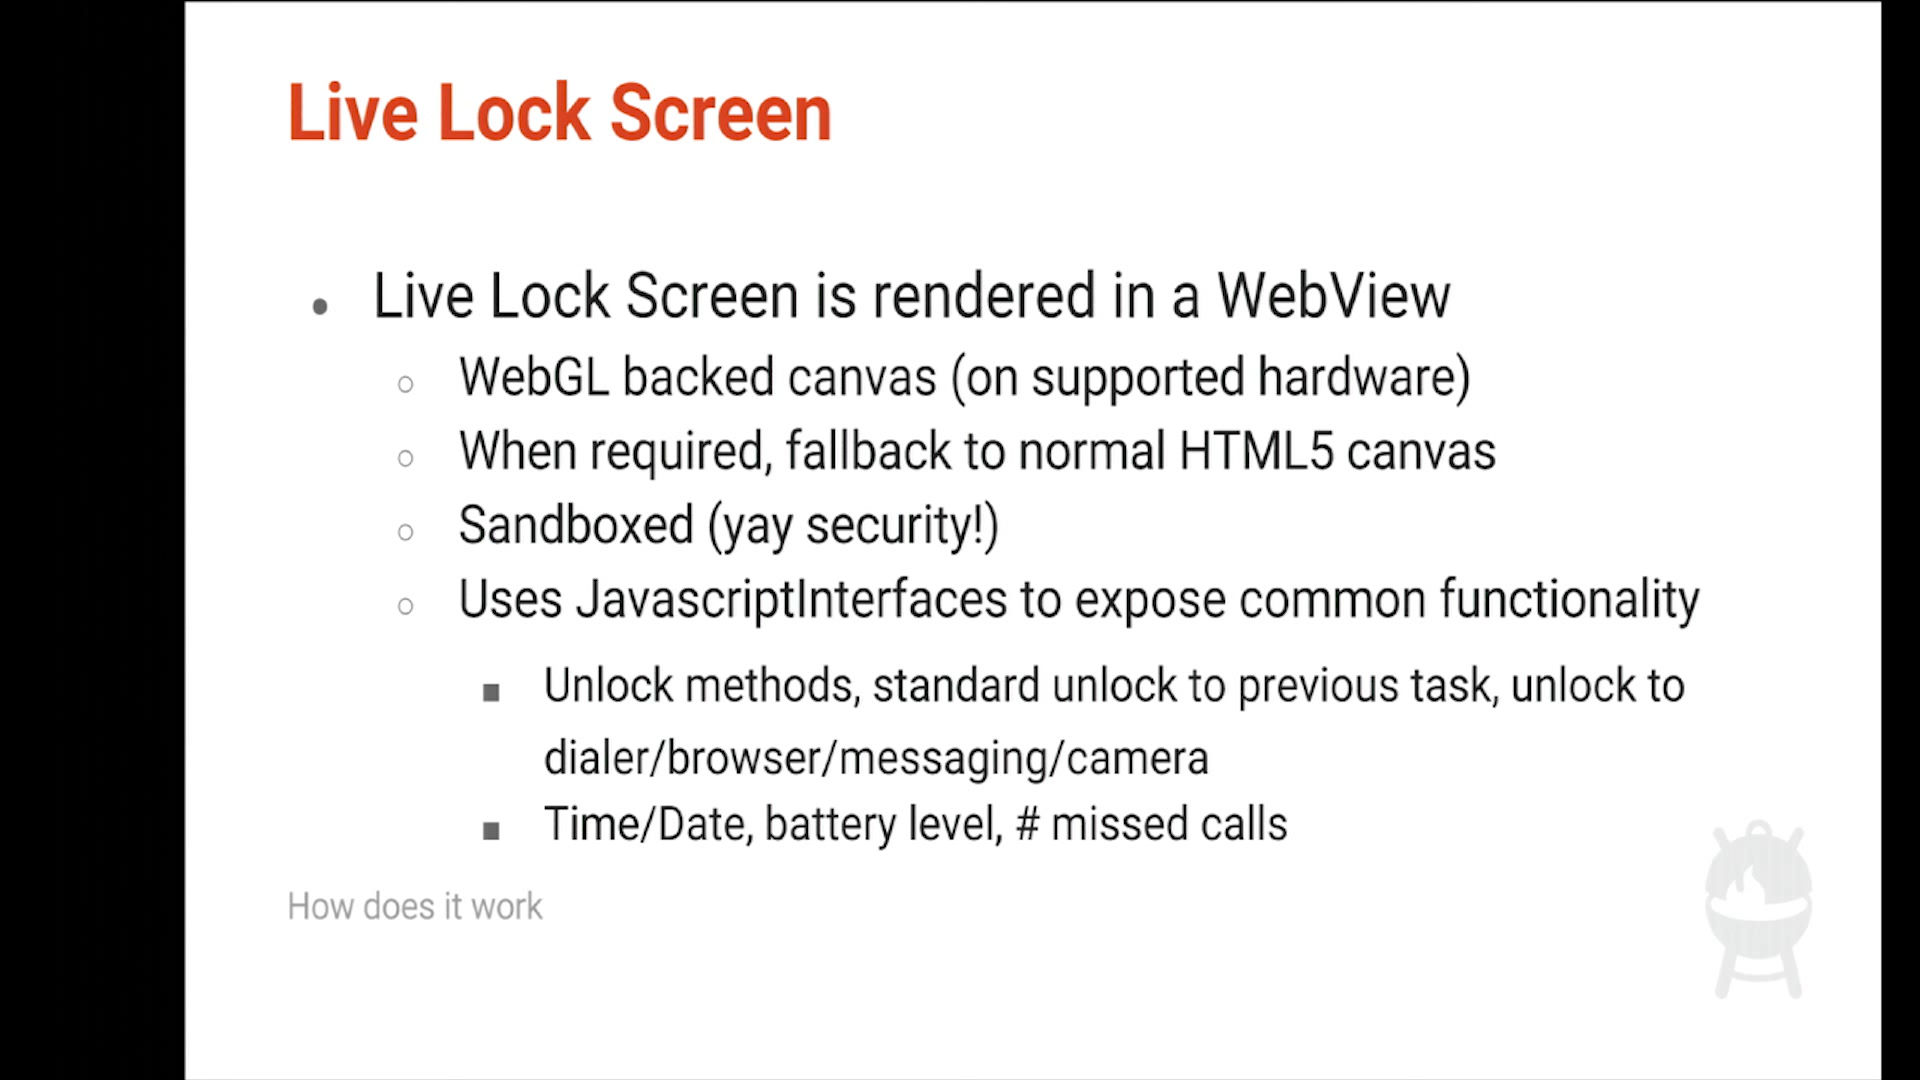 Live Lock Screen
Live Lock Screen is rendered in a WebView
WebGL backed canvas (on supported hardware)
When required, fallback to normal HTML5 canvas
Sandboxed (yay security!)
Uses JavascriptInterfaces to expose common functionality
Unlock methods, standard unlock to previous task, unlock to
dialer/browser/messaging/camera
Time/Date, battery level, # missed calls
How does it work